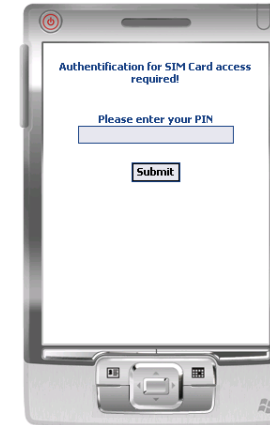 Authentification for SIM Card access
required!
Please enter your PIN
Submit